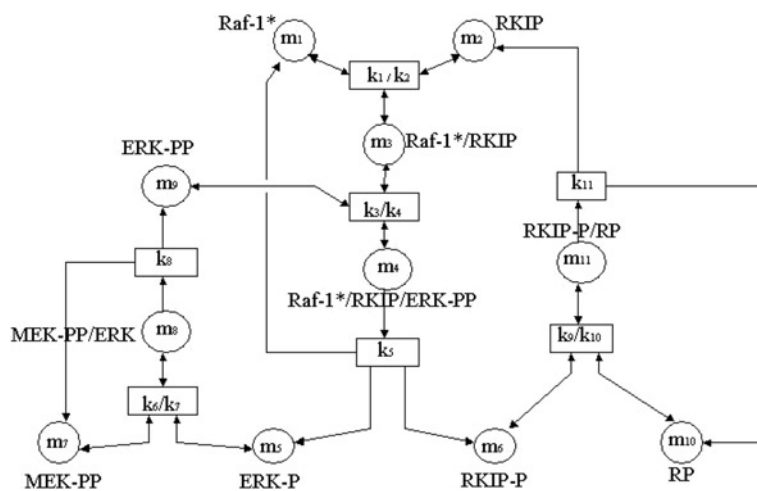 Raf-1*
RKIP
m1
m2
k1 / k2
m3
Raf-1*/RKIP
ERK-PP
m9
k3/k4
k11
RKIP-P/RP
k8
m4
m11
Raf-1*/RKIP/ERK-PP
MEK-PP/ERK
m8
k9/k10
k5
k6/k7
m7
m5
m6
m10
MEK-PP
ERK-P
RKIP-P
RP